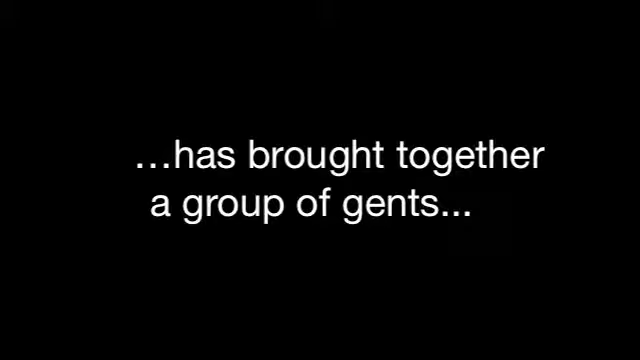 …has brought together
a group of gents...